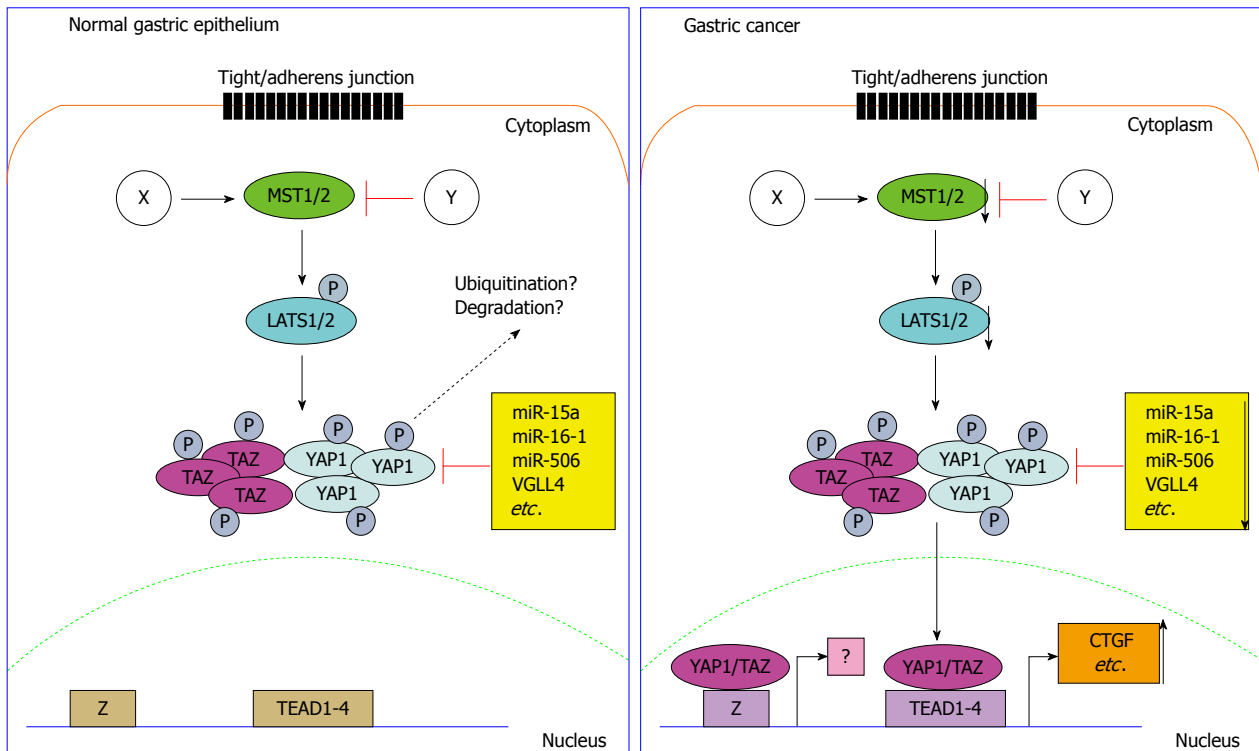 Normal gastric epithelium
Tight/adherens junction
Cytoplasm
X
MST1/2
Y
P
LATS1/2
Ubiquitination?
Degradation?
P
P
P
P
TAZ
YAP1
TAZ
YAP1
TAZ
YAP1
P
P
miR-15a
miR-16-1
miR-506
VGLL4
etc.
Z
TEAD1-4
Nucleus
Gastric cancer
Tight/adherens junction
Cytoplasm
X
MST1/2
Y
P
LATS1/2
P
P
P
P
TAZ
YAP1
TAZ
YAP1
TAZ
YAP1
P
P
miR-15a
miR-16-1
miR-506
VGLL4
etc.
YAP1/TAZ
?
YAP1/TAZ
CTGF
etc.
Z
TEAD1-4
Nucleus